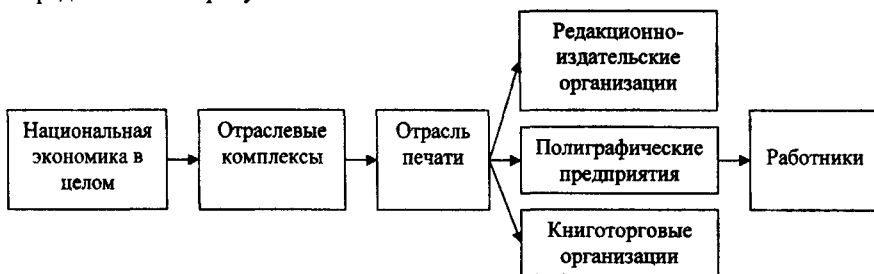 Редакционно-
издательские
организации
Национальная
экономика в
целом
Отраслевые
комплексы
Отрасль
печати
Полиграфические
предприятия
Работники
Книготорговые
организации